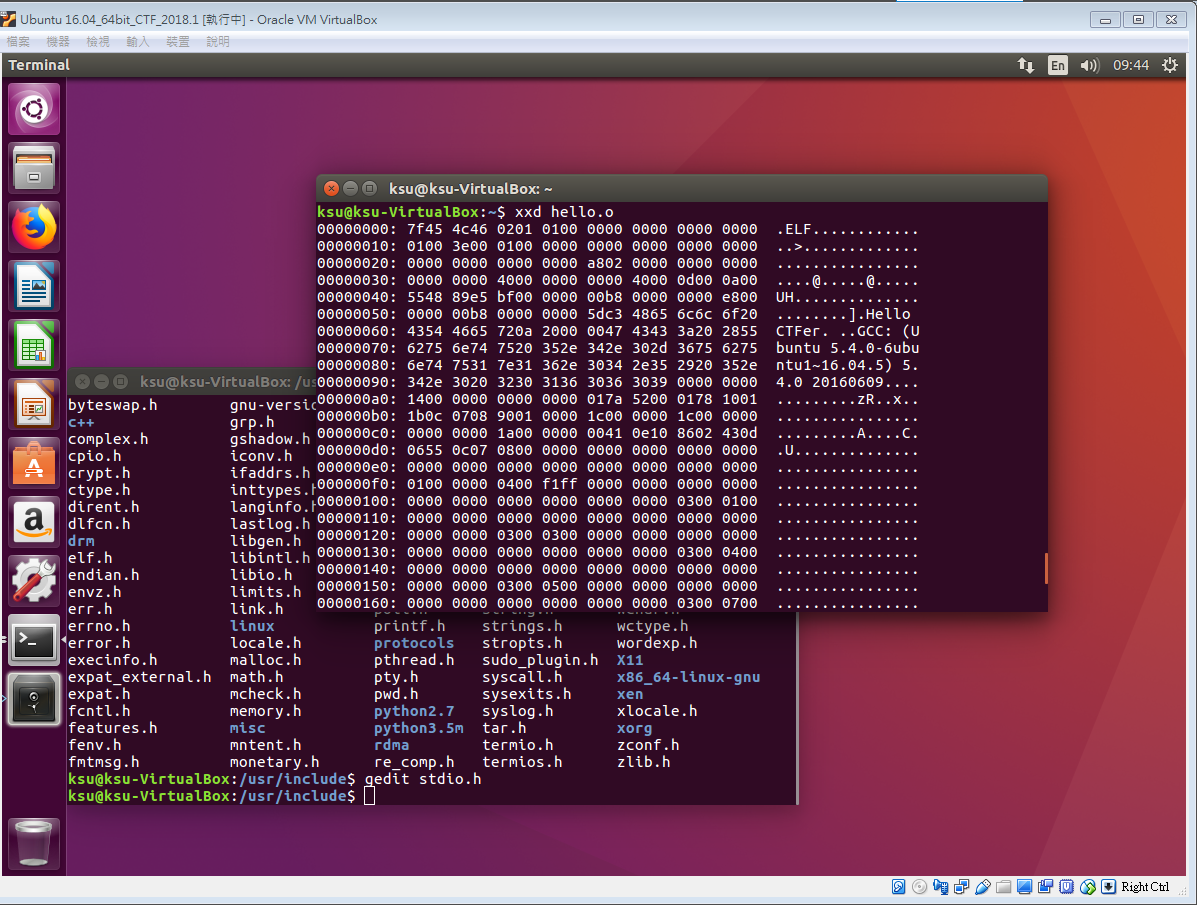 Ubuntu 16.04_64bit_CTF_2018.1 [執行中] - Oracle VM VirtualBox
檔案 機器 檢視 輸入 裝置 說明
Terminal En 09:44
ksu@ksu-VirtualBox: ~
ksu@ksu-VirtualBox:~$ xxd hello.o
00000000: 7f45 4c46 0201 0100 0000 0000 0000 0000 .ELF............
00000010: 0100 3e00 0100 0000 0000 0000 0000 0000 ..>.............
00000020: 0000 0000 0000 0000 a802 0000 0000 0000 ................
00000030: 0000 0000 4000 0000 0000 4000 0d00 0a00 ....@.....@.....
00000040: 5548 89e5 bf00 0000 00b8 0000 0000 e800 UH..............
00000050: 0000 00b8 0000 0000 5dc3 4865 6c6c 6f20 ........].Hello 
00000060: 4354 4665 720a 2000 0047 4343 3a20 2855 CTFer. ..GCC: (U
00000070: 6275 6e74 7520 352e 342e 302d 3675 6275 buntu 5.4.0-6ubu
00000080: 6e74 7531 7e31 362e 3034 2e35 2920 352e ntu1~16.04.5) 5.
00000090: 342e 3020 3230 3136 3036 3039 0000 0000 4.0 20160609....
000000a0: 1400 0000 0000 0000 017a 5200 0178 1001 .........zR..x..
000000b0: 1b0c 0708 9001 0000 1c00 0000 1c00 0000 ................
000000c0: 0000 0000 1a00 0000 0041 0e10 8602 430d .........A....C.
000000d0: 0655 0c07 0800 0000 0000 0000 0000 0000 .U..............
000000e0: 0000 0000 0000 0000 0000 0000 0000 0000 ................
000000f0: 0100 0000 0400 f1ff 0000 0000 0000 0000 ................
00000100: 0000 0000 0000 0000 0000 0000 0300 0100 ................
00000110: 0000 0000 0000 0000 0000 0000 0000 0000 ................
00000120: 0000 0000 0300 0300 0000 0000 0000 0000 ................
00000130: 0000 0000 0000 0000 0000 0000 0300 0400 ................
00000140: 0000 0000 0000 0000 0000 0000 0000 0000 ................
00000150: 0000 0000 0300 0500 0000 0000 0000 0000 ................
00000160: 0000 0000 0000 0000 0000 0000 0300 0700 ................
ksu@ksu-VirtualBox: /us
byteswap.h gnu-versio
c++ grp.h
complex.h gshadow.h
cpio.h iconv.h
crypt.h ifaddrs.h
ctype.h inttypes.h
dirent.h langinfo.h
dlfcn.h lastlog.h
drm libgen.h
elf.h libintl.h
endian.h libio.h
envz.h limits.h
err.h link.h
errno.h linux printf.h strings.h wctype.h
error.h locale.h protocols stropts.h wordexp.h
execinfo.h malloc.h pthread.h sudo_plugin.h X11
expat_external.h math.h pty.h syscall.h x86_64-linux-gnu
expat.h mcheck.h pwd.h sysexits.h xen
fcntl.h memory.h python2.7 syslog.h xlocale.h
features.h misc python3.5m tar.h xorg
fenv.h mntent.h rdma termio.h zconf.h
fmtmsg.h monetary.h re_comp.h termios.h zlib.h
ksu@ksu-VirtualBox:/usr/include$ gedit stdio.h
ksu@ksu-VirtualBox:/usr/include$
Right Ctrl